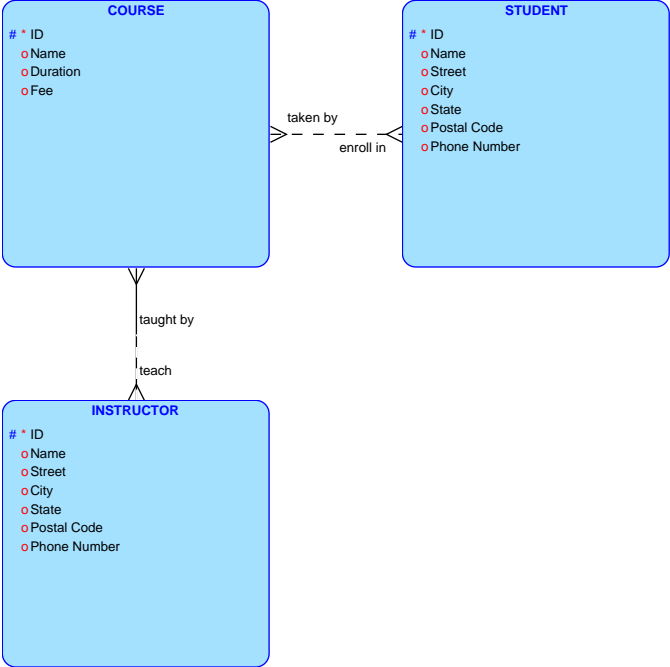 COURSE
# * ID
o Name
o Duration
o Fee
STUDENT
# * ID
o Name
o Street
o City
o State
o Postal Code
o Phone Number
taken by
enroll in
taught by
teach
INSTRUCTOR
# * ID
o Name
o Street
o City
o State
o Postal Code
o Phone Number